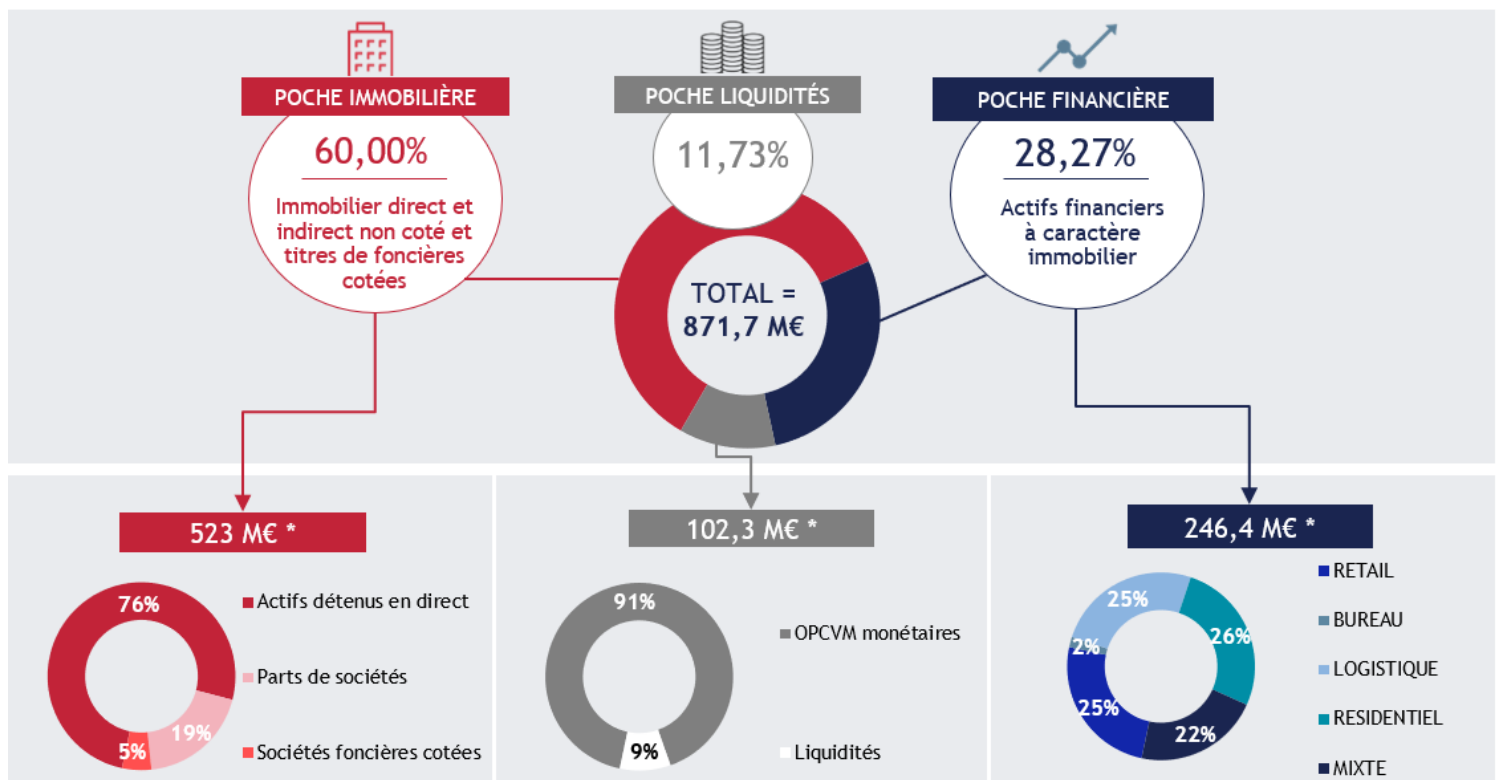 POCHE IMMOBILIÈRE
60,00%
Immobilier direct et
indirect non coté et
titres de foncières
cotées
POCHE LIQUIDITÉS
11,73%
POCHE FINANCIÈRE
28,27%
Actifs financiers
à caractère
immobilier
TOTAL =
871,7 M€
523 M€ *
76%
19%
5%
Actifs détenus en direct
Parts de sociétés
Sociétés foncières cotées
102,3 M€ *
91%
9%
OPCVM monétaires
Liquidités
246,4 M€ *
25%
26%
2%
25%
22%
RETAIL
BUREAU
LOGISTIQUE
RESIDENTIEL
MIXTE